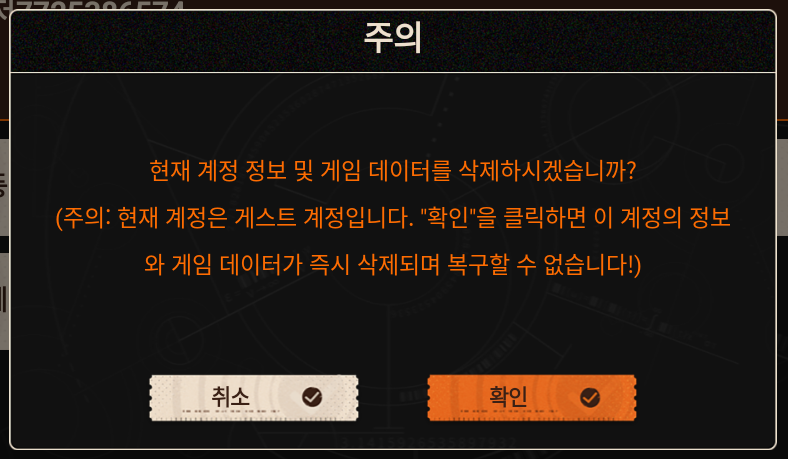 주의
현재 계정 정보 및 게임 데이터를 삭제하시겠습니까?
(주의: 현재 계정은 게스트 계정입니다. "확인"을 클릭하면 이 계정의 정보
와 게임 데이터가 즉시 삭제되며 복구할 수 없습니다!)
취소
확인